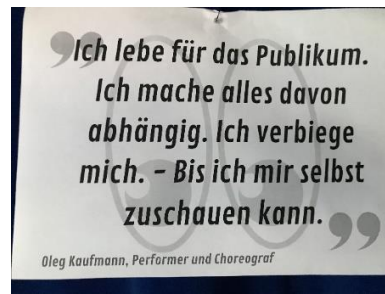 ”Ich lebe für das Publikum.
Ich mache alles davon
abhängig. Ich verbiege
mich. – Bis ich mir selbst
zuschauen kann.”
Oleg Kaufmann, Performer und Choreograf